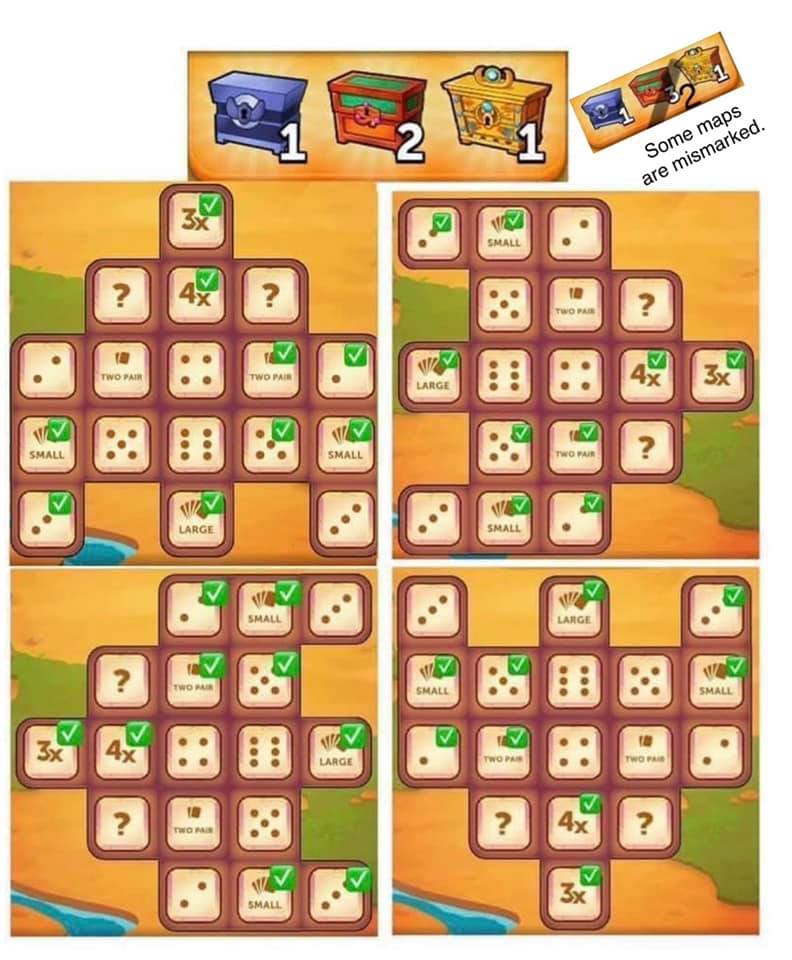 1 2 1
1 3 2 1
Some maps
are mismarked.
3x
? 4x ?
TWO PAIR TWO PAIR
SMALL SMALL
LARGE
SMALL
TWO PAIR ?
LARGE 4x 3x
TWO PAIR ?
SMALL
SMALL
? TWO PAIR
3x 4x LARGE
? TWO PAIR
SMALL
LARGE
SMALL SMALL
TWO PAIR TWO PAIR
? 4x ?
3x